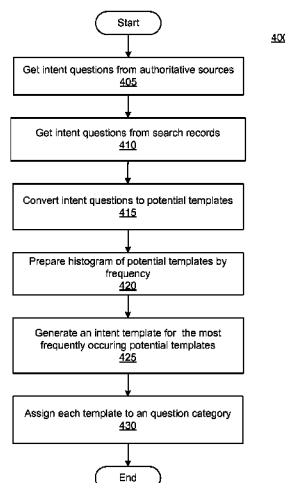 Start
400
Get intent questions from authoritative sources
405
Get intent questions from search records
410
Convert intent questions to potential templates
415
Prepare histogram of potential templates by
frequency
420
Generate an intent template for the most
frequently occuring potential templates
425
Assign each template to an question category
430
End